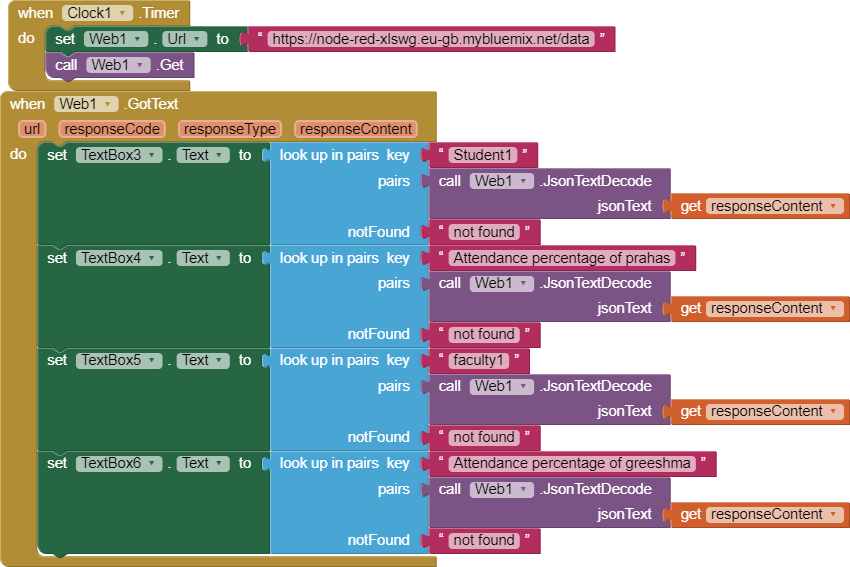 when Clock1 .Timer
do set Web1 . Url to “ https://node-red-xlswg.eu-gb.mybluemix.net/data ”
call Web1 .Get
when Web1 .GotText
url responseCode responseType responseContent
do set TextBox3 . Text to look up in pairs key “ Student1 ”
pairs call Web1 .JsonTextDecode
jsonText get responseContent
notFound “ not found ”
set TextBox4 . Text to look up in pairs key “ Attendance percentage of prahas ”
pairs call Web1 .JsonTextDecode
jsonText get responseContent
notFound “ not found ”
set TextBox5 . Text to look up in pairs key “ faculty1 ”
pairs call Web1 .JsonTextDecode
jsonText get responseContent
notFound “ not found ”
set TextBox6 . Text to look up in pairs key “ Attendance percentage of greeshma ”
pairs call Web1 .JsonTextDecode
jsonText get responseContent
notFound “ not found ”